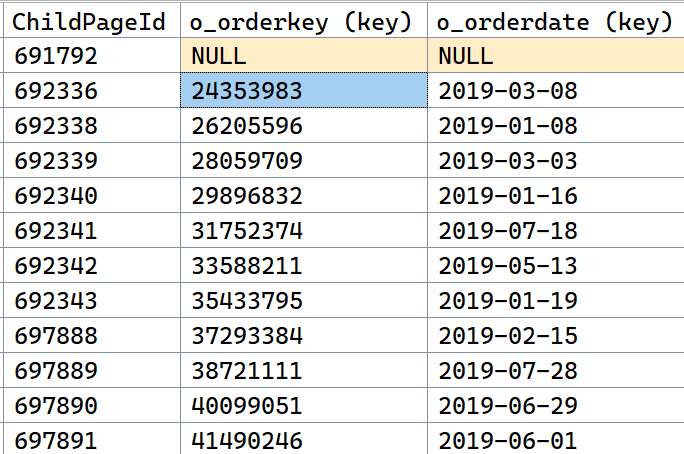 ChildPageId o_orderkey (key) o_orderdate (key)
691792 NULL NULL
692336 24353983 2019-03-08
692338 26205596 2019-01-08
692339 28059709 2019-03-03
692340 29896832 2019-01-16
692341 31752374 2019-07-18
692342 33588211 2019-05-13
692343 35433795 2019-01-19
697888 37293384 2019-02-15
697889 38721111 2019-07-28
697890 40099051 2019-06-29
697891 41490246 2019-06-01